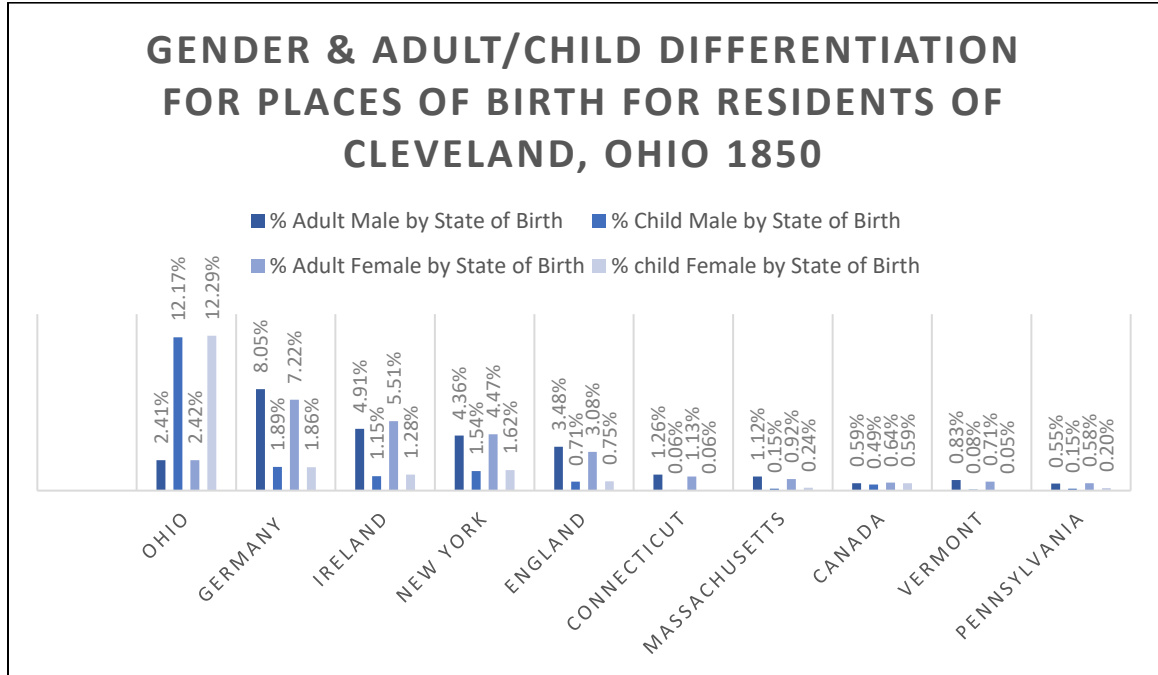 GENDER & ADULT/CHILD DIFFERENTIATION
FOR PLACES OF BIRTH FOR RESIDENTS OF
CLEVELAND, OHIO 1850
% Adult Male by State of Birth
% Child Male by State of Birth
% Adult Female by State of Birth
% child Female by State of Birth
2.41%
12.17%
2.42%
12.29%
8.05%
1.89%
7.22%
1.86%
4.91%
1.15%
5.51%
1.28%
4.36%
1.54%
4.47%
1.62%
3.48%
0.71%
3.08%
0.75%
1.26%
0.06%
1.13%
0.06%
1.12%
0.15%
0.92%
0.24%
0.59%
0.49%
0.64%
0.59%
0.83%
0.08%
0.71%
0.05%
0.55%
0.15%
0.58%
0.20%
OHIO
GERMANY
IRELAND
NEW YORK
ENGLAND
CONNECTICUT
MASSACHUSETTS
CANADA
VERMONT
PENNSYLVANIA